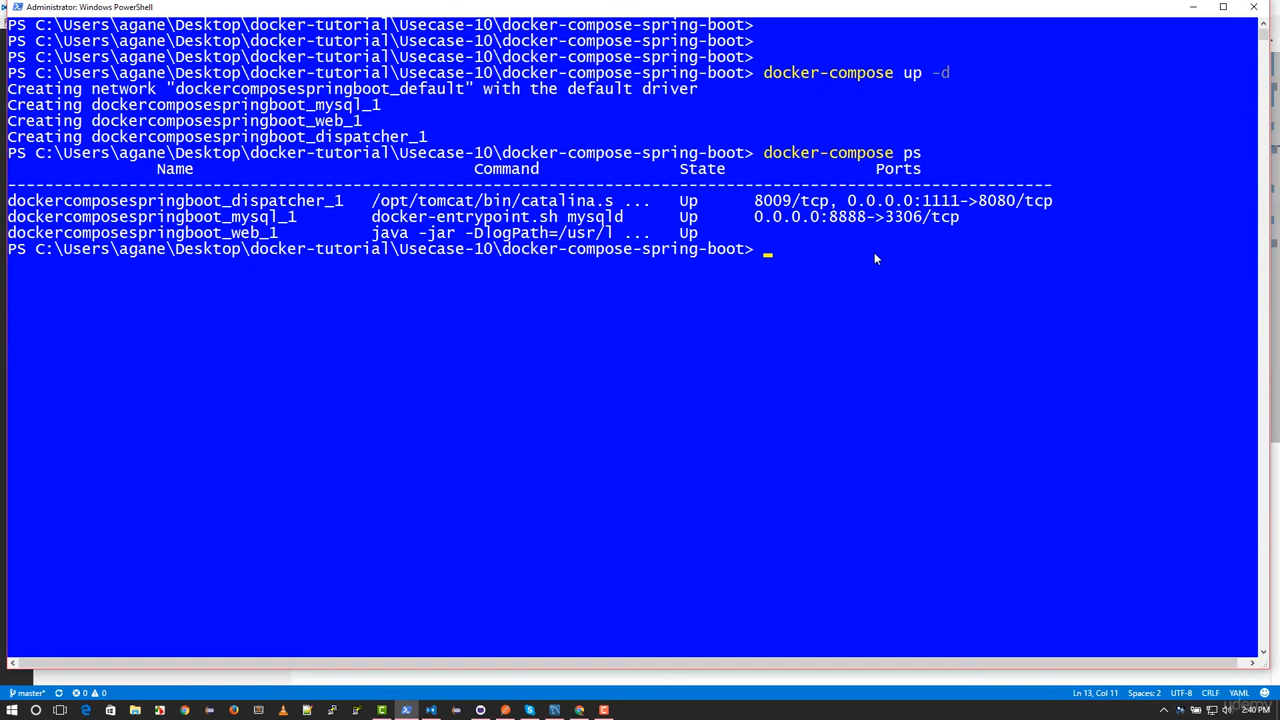 Administrator: Windows PowerShell
PS C:\Users\agane\Desktop\docker-tutorial\Usecase-10\docker-compose-spring-boot>
PS C:\Users\agane\Desktop\docker-tutorial\Usecase-10\docker-compose-spring-boot>
PS C:\Users\agane\Desktop\docker-tutorial\Usecase-10\docker-compose-spring-boot>
PS C:\Users\agane\Desktop\docker-tutorial\Usecase-10\docker-compose-spring-boot> docker-compose up -d
Creating network "dockercomposespringboot_default" with the default driver
Creating dockercomposespringboot_mysql_1
Creating dockercomposespringboot_web_1
Creating dockercomposespringboot_dispatcher_1
PS C:\Users\agane\Desktop\docker-tutorial\Usecase-10\docker-compose-spring-boot> docker-compose ps
Name Command State Ports
----------------------------------------------------------------------------------------------------
dockercomposespringboot_dispatcher_1 /opt/tomcat/bin/catalina.s ... Up 8009/tcp, 0.0.0.0:1111->8080/tcp
dockercomposespringboot_mysql_1 docker-entrypoint.sh mysqld Up 0.0.0.0:8888->3306/tcp
dockercomposespringboot_web_1 java -jar -DlogPath=/usr/l ... Up
PS C:\Users\agane\Desktop\docker-tutorial\Usecase-10\docker-compose-spring-boot>
master* 0 0 Ln 13, Col 11 Spaces: 2 UTF-8 CRLF YAML
udemy
2:40 PM